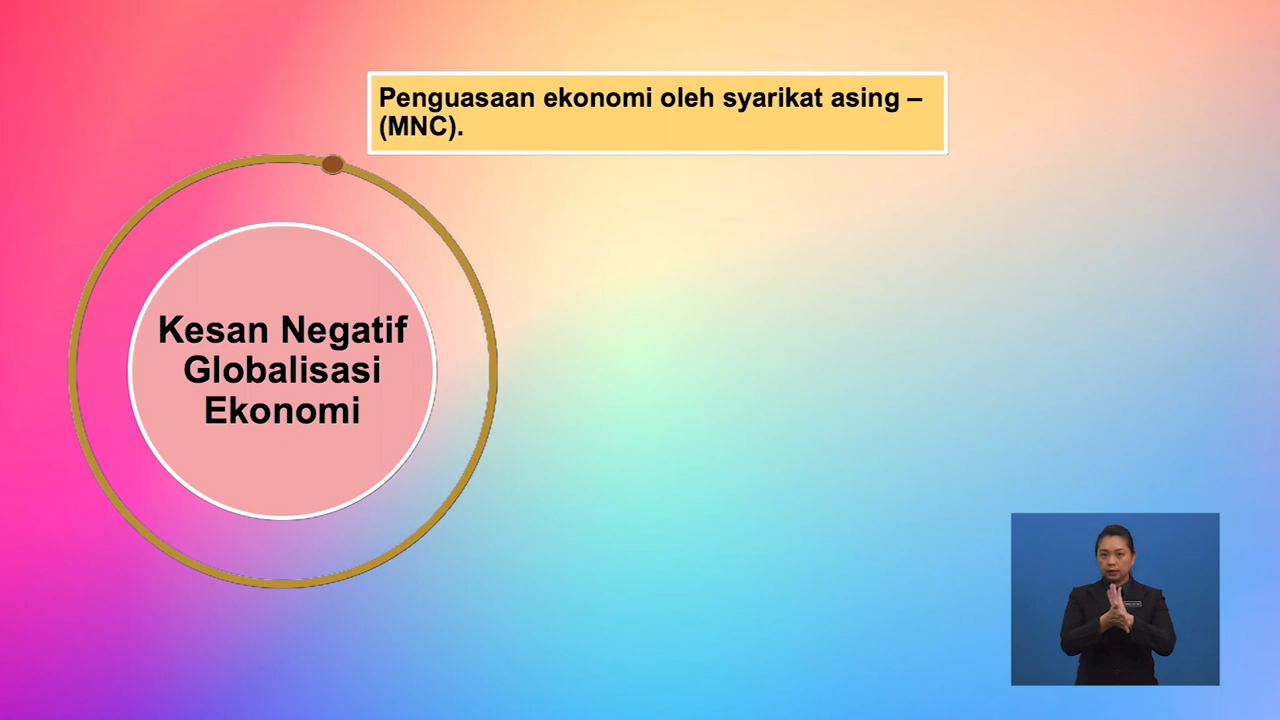 Penguasaan ekonomi oleh syarikat asing –
(MNC).
Kesan Negatif
Globalisasi
Ekonomi